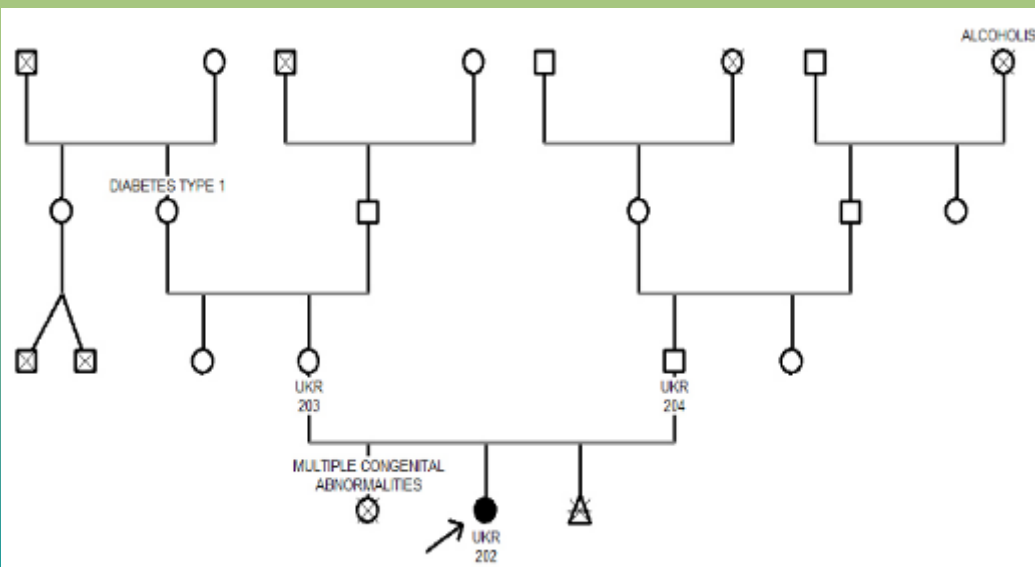 ALCOHOLIS
DIABETES TYPE 1
UKR
203
UKR
204
MULTIPLE CONGENITAL
ABNORMALITIES
UKR
202